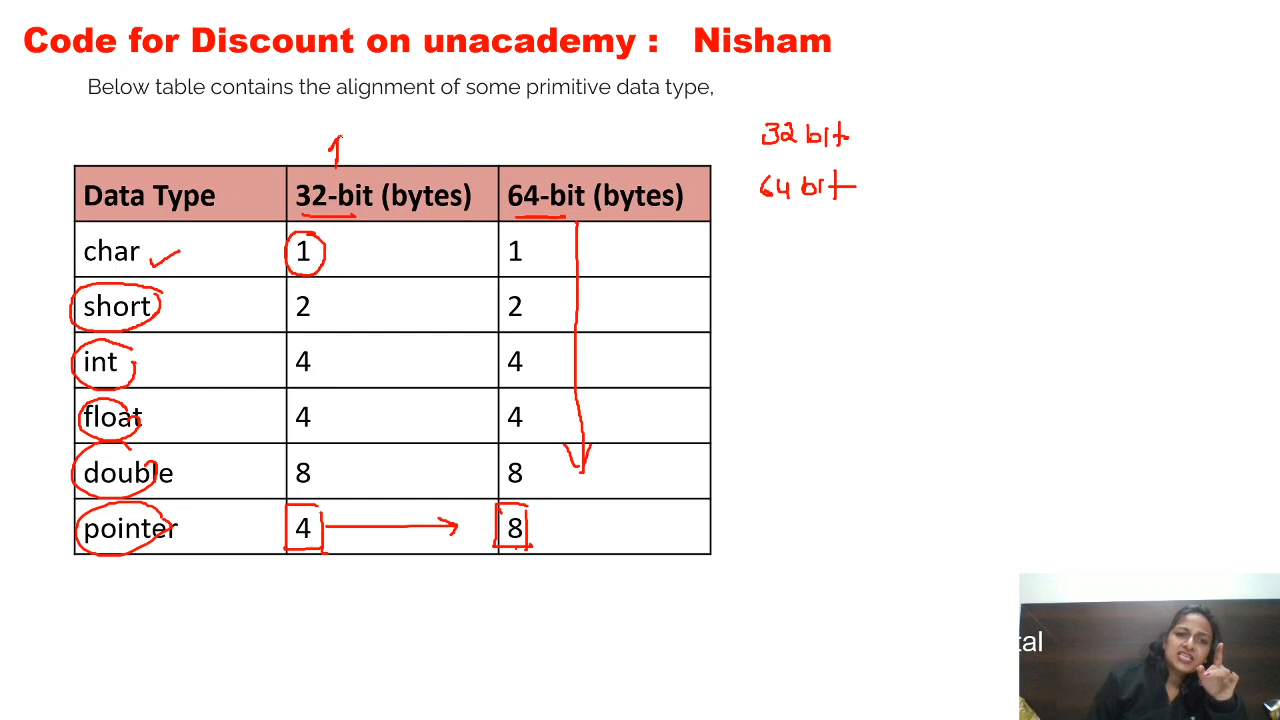 Code for Discount on unacademy : Nisham
Below table contains the alignment of some primitive data type,
32 bit
64 bit
1
Data Type 32-bit (bytes) 64-bit (bytes)
char 1 1
short 2 2
int 4 4
float 4 4
double 8 8
pointer 4 8
tal